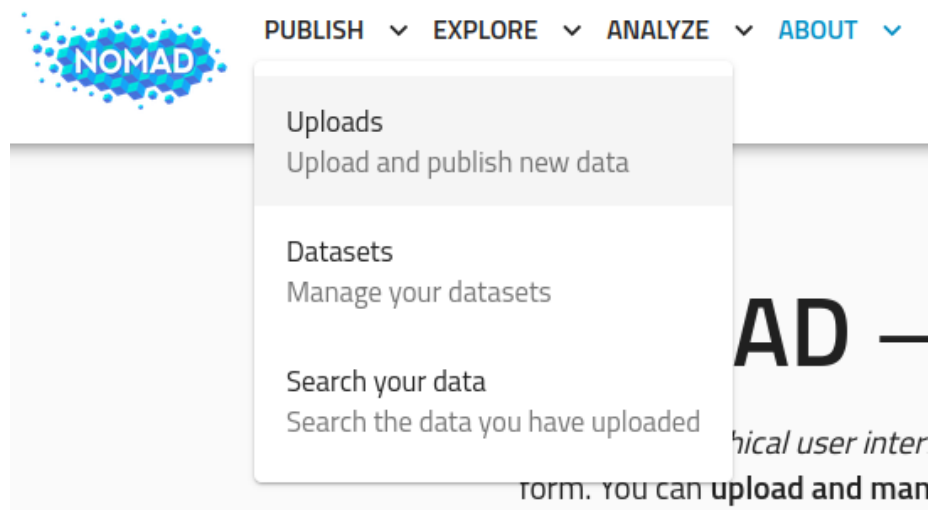 NOMAD
PUBLISH EXPLORE ANALYZE ABOUT
Uploads
Upload and publish new data
Datasets
Manage your datasets
AD —
Search your data
Search the data you have uploaded
hical user inter
form. You can upload and man